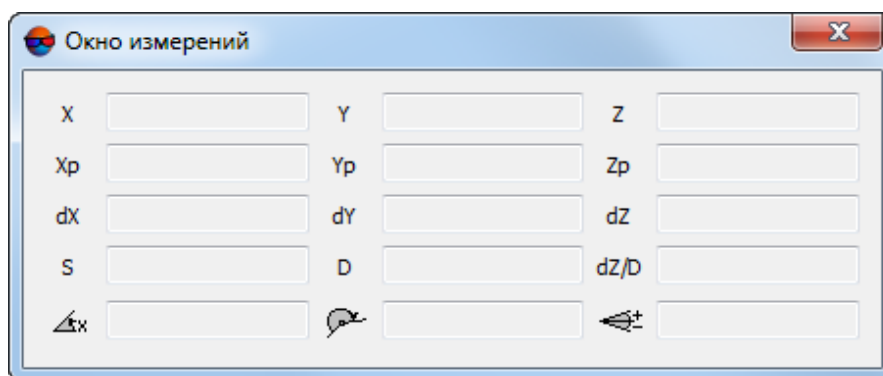 Окно измерений
X Y Z
Xp Yp Zp
dX dY dZ
S D dZ/D
x